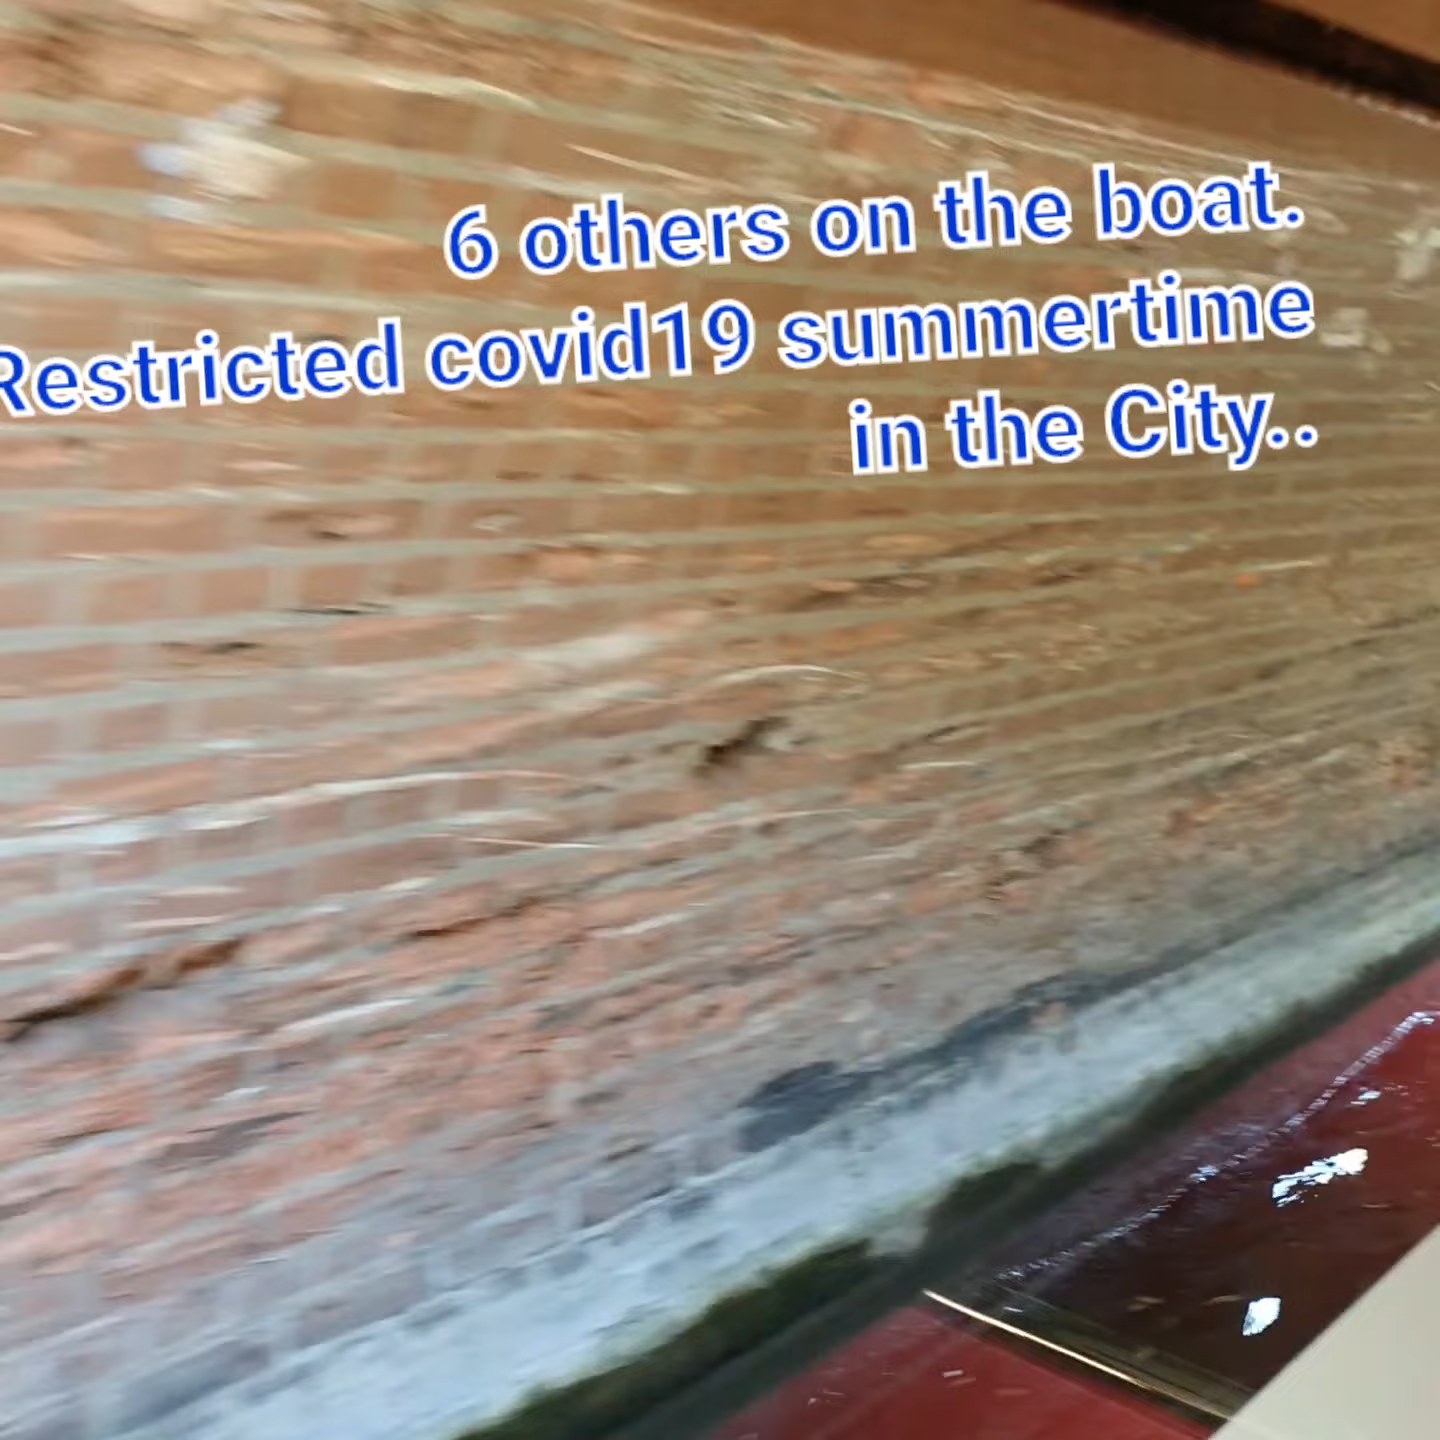 6 others on the boat.
Restricted covid19 summertime
in the City..